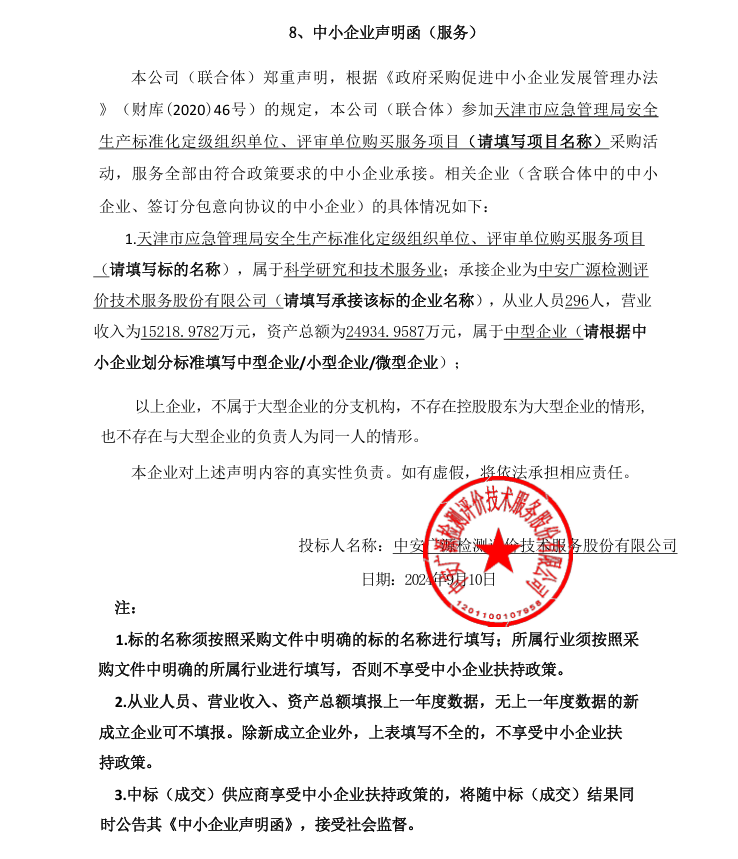 8、中小企业声明函（服务）
本公司（联合体）郑重声明，根据《政府采购促进中小企业发展管理办法
》（财库(2020)46号）的规定，本公司（联合体）参加天津市应急管理局安全
生产标准化定级组织单位、评审单位购买服务项目（请填写项目名称）采购活
动，服务全部由符合政策要求的中小企业承接。相关企业（含联合体中的中小
企业、签订分包意向协议的中小企业）的具体情况如下：
1.天津市应急管理局安全生产标准化定级组织单位、评审单位购买服务项目
（请填写标的名称），属于科学研究和技术服务业；承接企业为中安广源检测评
价技术服务股份有限公司（请填写承接该标的企业名称），从业人员296人，营业
收入为15218.9782万元，资产总额为24934.9587万元，属于中型企业（请根据中
小企业划分标准填写中型企业/小型企业/微型企业）；
以上企业，不属于大型企业的分支机构，不存在控股股东为大型企业的情形,
也不存在与大型企业的负责人为同一人的情形。
本企业对上述声明内容的真实性负责。如有虚假，将依法承担相应责任。
投标人名称：中安广源检测评价技术服务股份有限公司
日期：2024年9月10日
中安广源检测评价技术服务股份有限公司
1201100107958
注：
1.标的名称须按照采购文件中明确的标的名称进行填写；所属行业须按照采
购文件中明确的所属行业进行填写，否则不享受中小企业扶持政策。
2.从业人员、营业收入、资产总额填报上一年度数据，无上一年度数据的新
成立企业可不填报。除新成立企业外，上表填写不全的，不享受中小企业扶
持政策。
3.中标（成交）供应商享受中小企业扶持政策的，将随中标（成交）结果同
时公告其《中小企业声明函》，接受社会监督。